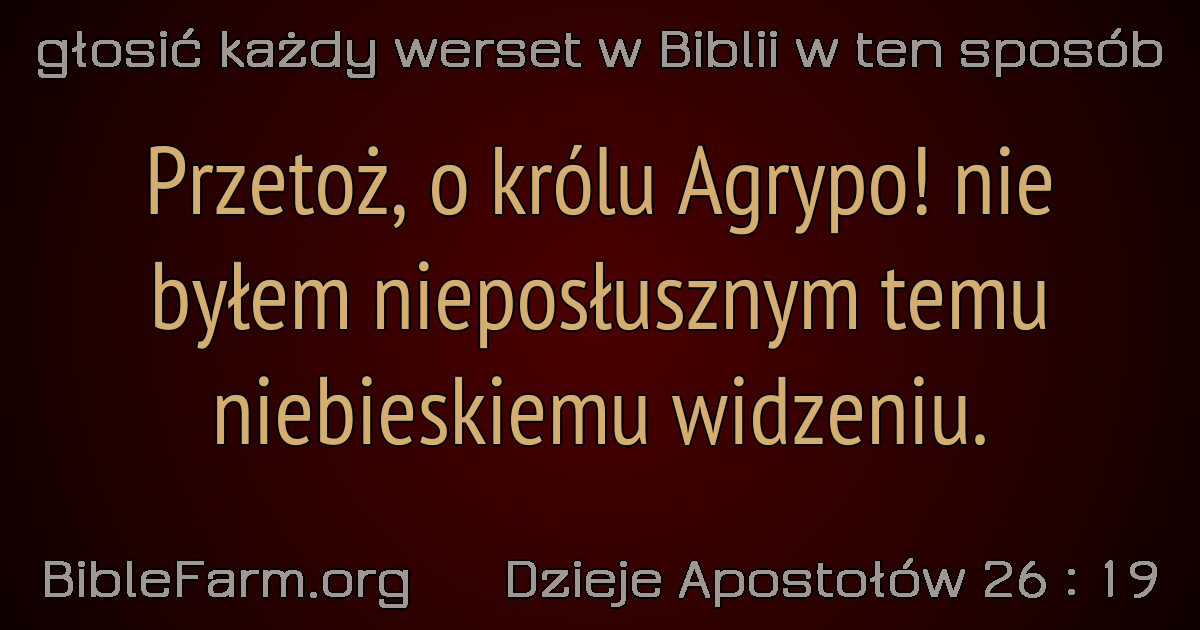 głosić każdy werset w Biblii w ten sposób
Przetoż, o królu Agrypo! nie
byłem nieposłusznym temu
niebieskiemu widzeniu.
BibleFarm.org
Dzieje Apostołów 26 : 19